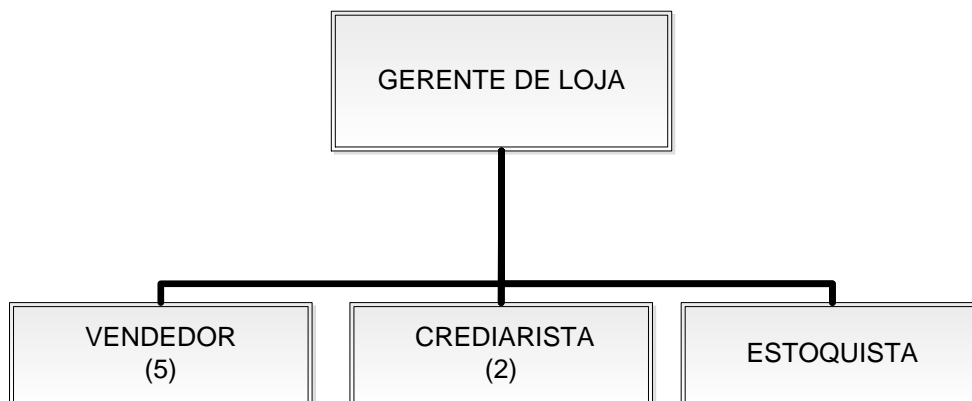 GERENTE DE LOJA
VENDEDOR
(5)
CREDIARISTA
(2)
ESTOQUISTA